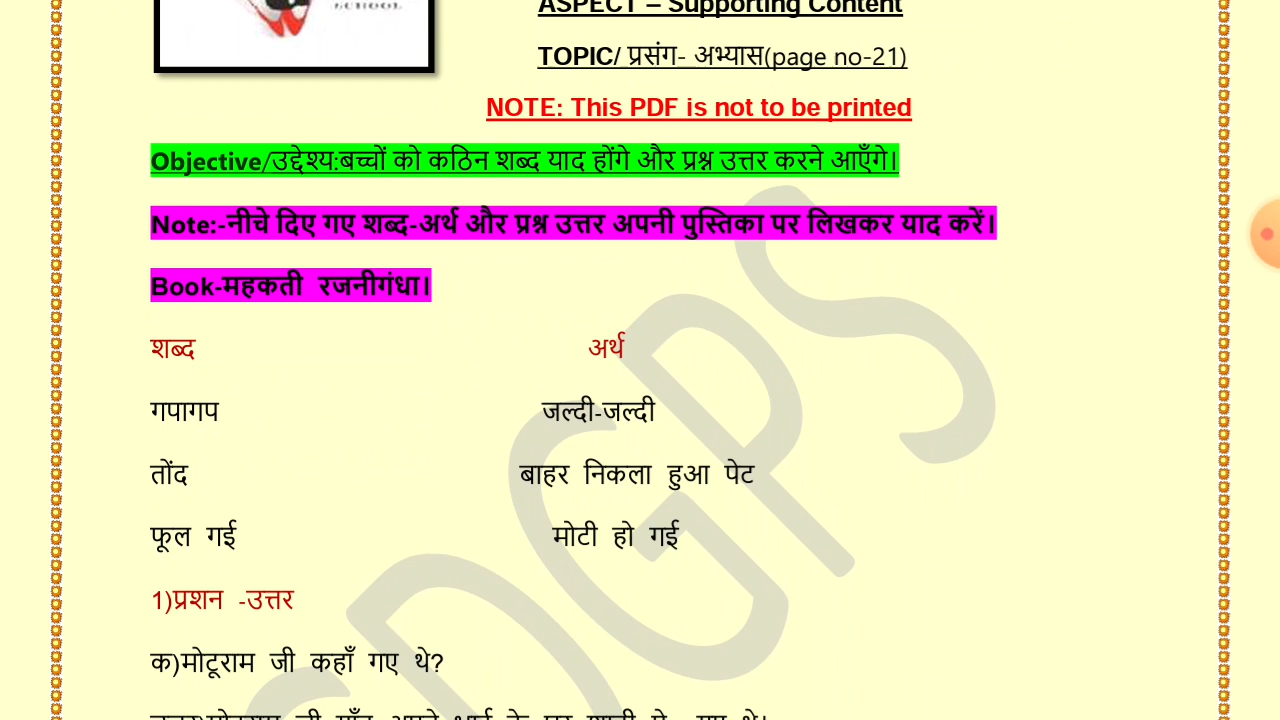 SCHOOL
ASPECT – Supporting Content
TOPIC/ प्रसंग- अभ्यास(page no-21)
NOTE: This PDF is not to be printed
Objective/उद्देश्य:बच्चों को कठिन शब्द याद होंगे और प्रश्न उत्तर करने आएँगे।
Note:-नीचे दिए गए शब्द-अर्थ और प्रश्न उत्तर अपनी पुस्तिका पर लिखकर याद करें।
Book-महकती रजनीगंधा।
शब्द अर्थ
गपागप जल्दी-जल्दी
तोंद बाहर निकला हुआ पेट
फूल गई मोटी हो गई
1)प्रशन -उत्तर
क)मोटूराम जी कहाँ गए थे?
SDGPS